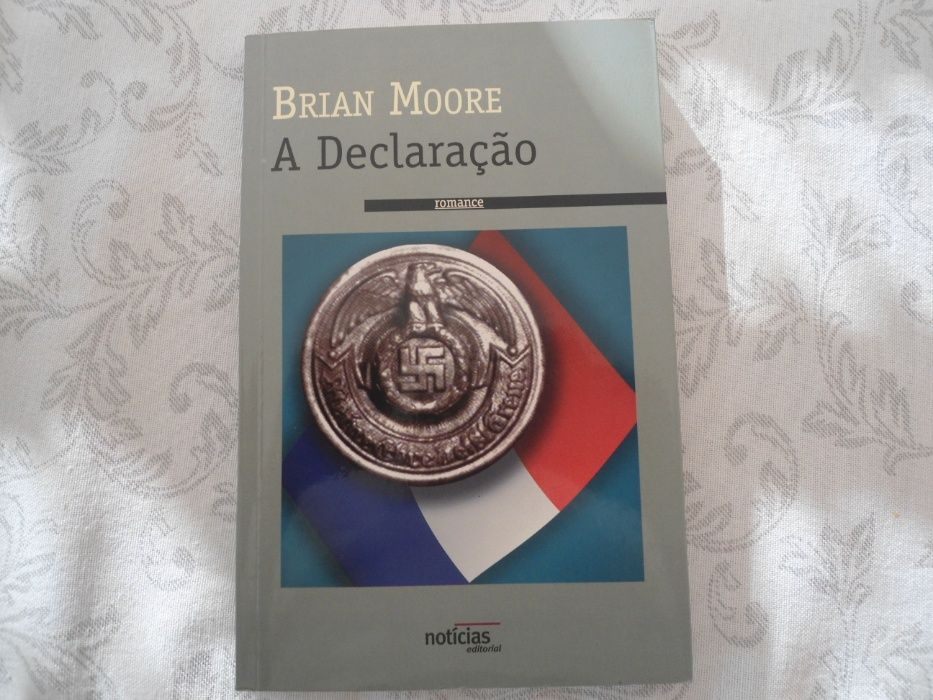 BRIAN MOORE
A Declaração
romance
notícias
editorial